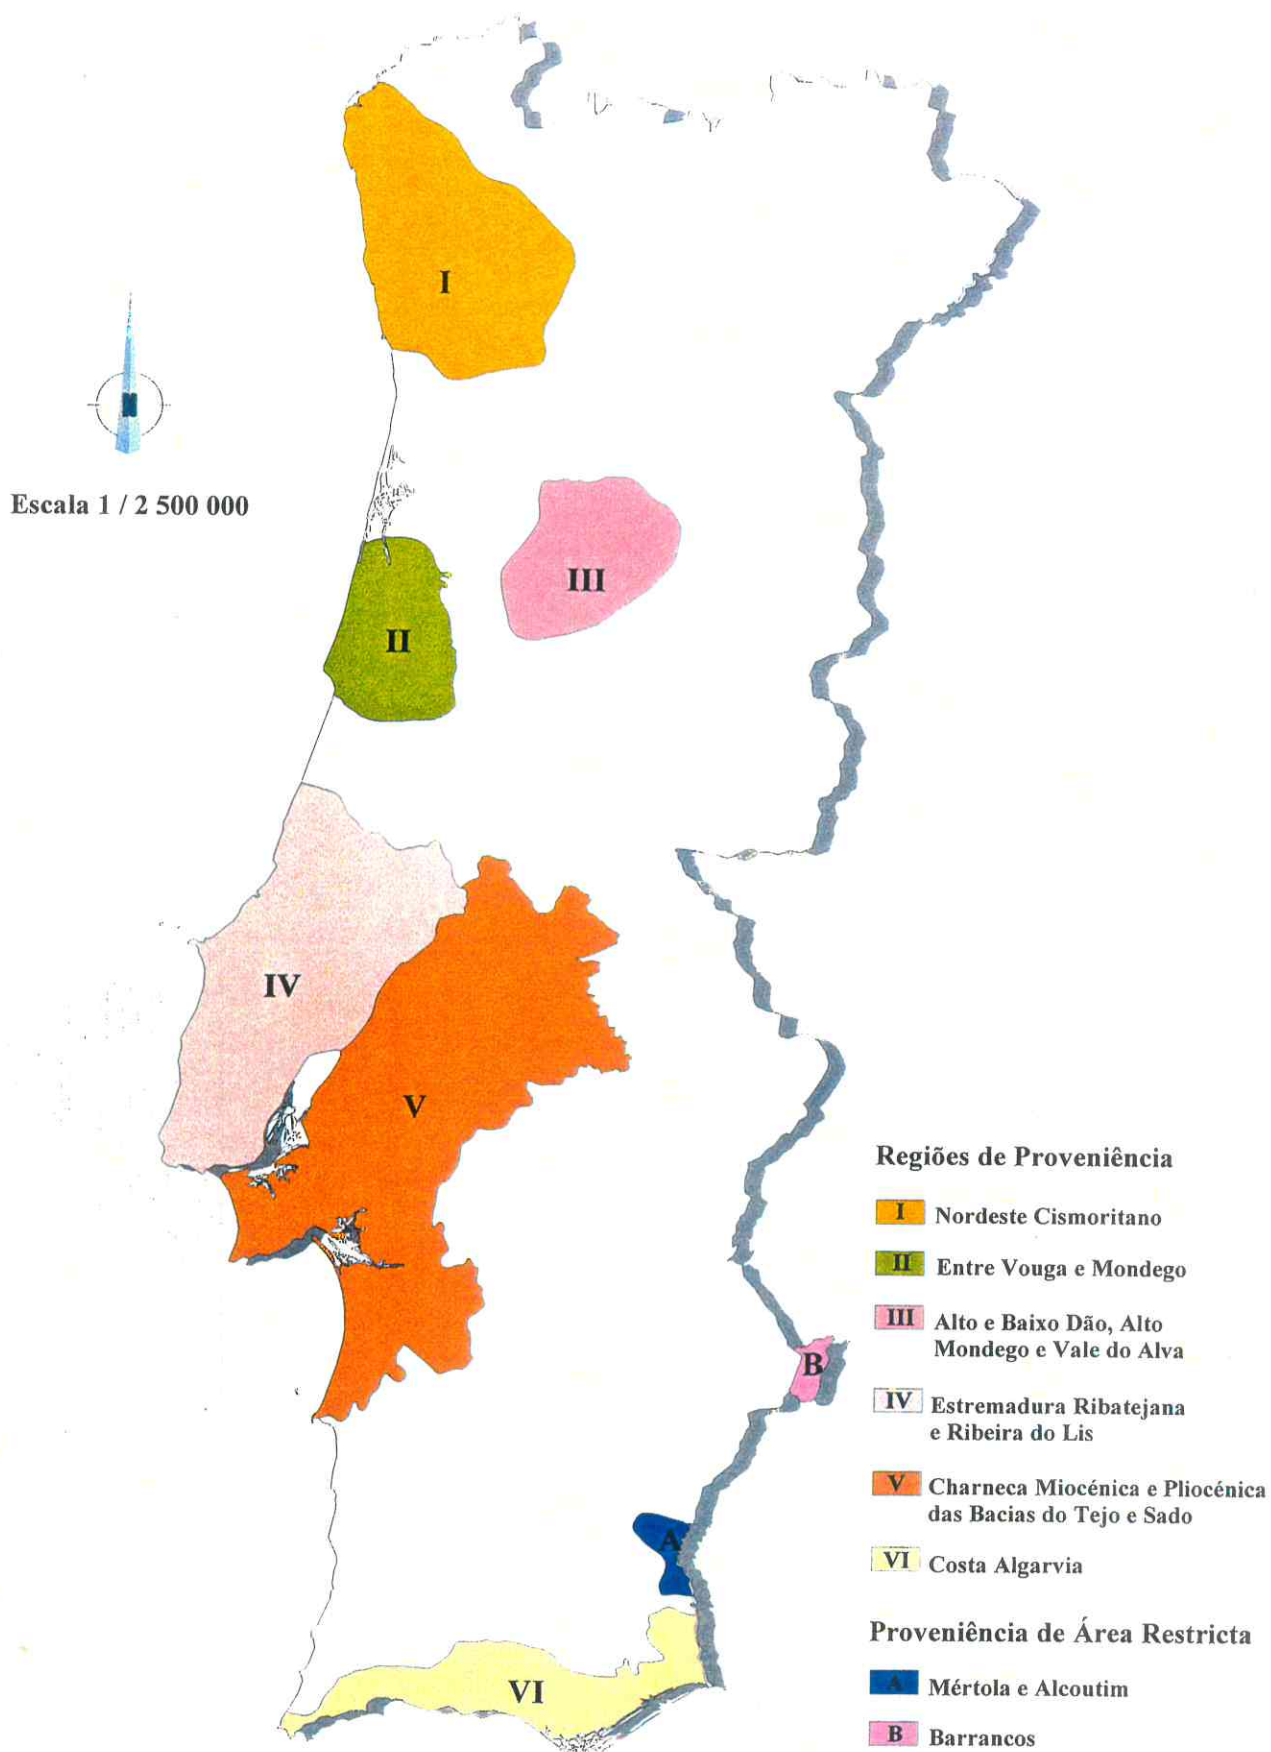 I
Escala 1 / 2 500 000
III
II
IV
V
B
A
VI
Regiões de Proveniência
I Nordeste Cismoritano
II Entre Vouga e Mondego
III Alto e Baixo Dão, Alto
Mondego e Vale do Alva
IV Estremadura Ribatejana
e Ribeira do Lis
V Charneca Miocénica e Pliocénica
das Bacias do Tejo e Sado
VI Costa Algarvia
Proveniência de Área Restricta
A Mértola e Alcoutim
B Barrancos